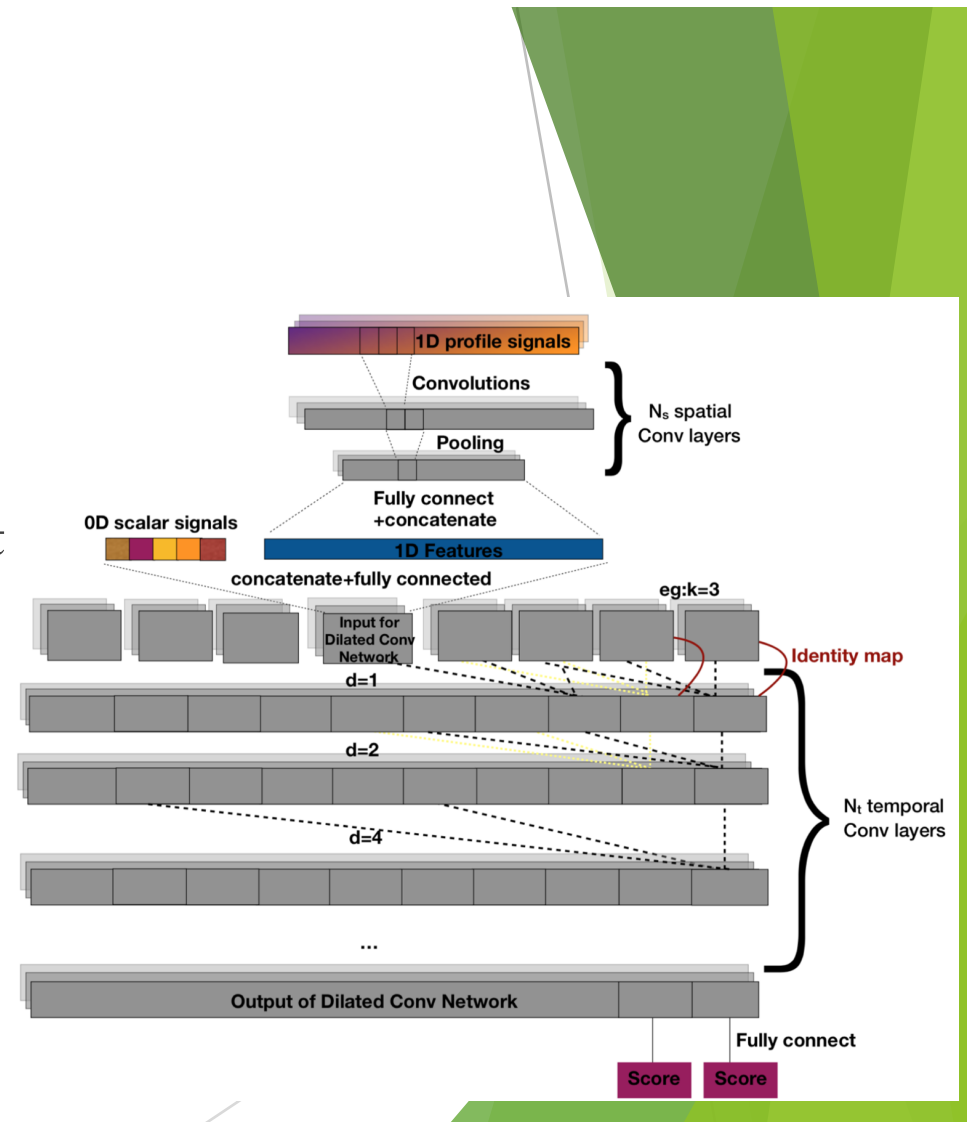 1D profile signals
Convolutions
Nₛ spatial
Conv layers
Pooling
Fully connect
+concatenate
0D scalar signals
1D Features
concatenate+fully connected
eg:k=3
Input for
Dilated Conv
Network
Identity map
d=1
d=2
Nₜ temporal
Conv layers
d=4
...
Output of Dilated Conv Network
Fully connect
Score
Score